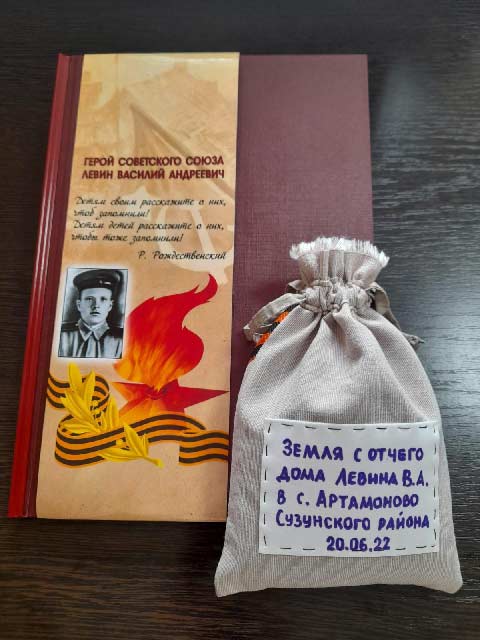 ГЕРОЙ СОВЕТСКОГО СОЮЗА
ЛЕВИН ВАСИЛИЙ АНДРЕЕВИЧ
Детям своим расскажите о них,
чтоб запомнили!
Детям детей расскажите о них,
чтобы тоже запомнили!
Р. Рождественский
ЗЕМЛЯ С ОТЧЕГО
ДОМА ЛЕВИНА В.А.
В С. АРТАМОНОВО
СУЗУНСКОГО РАЙОНА
20.06.22